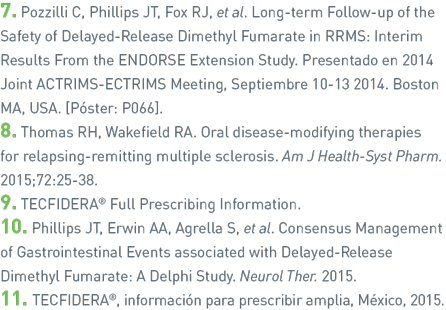 7. Pozzilli C, Phillips JT, Fox RJ, et al. Long-term Follow-up of the
Safety of Delayed-Release Dimethyl Fumarate in RRMS: Interim
Results From the ENDORSE Extension Study. Presentado en 2014
Joint ACTRIMS-ECTRIMS Meeting, Septiembre 10-13 2014. Boston
MA, USA. [Póster: P066].
8. Thomas RH, Wakefield RA. Oral disease-modifying therapies
for relapsing-remitting multiple sclerosis. Am J Health-Syst Pharm.
2015;72:25-38.
9. TECFIDERA® Full Prescribing Information.
10. Phillips JT, Erwin AA, Agrella S, et al. Consensus Management
of Gastrointestinal Events associated with Delayed-Release
Dimethyl Fumarate: A Delphi Study. Neurol Ther. 2015.
11. TECFIDERA®, información para prescribir amplia, México, 2015.